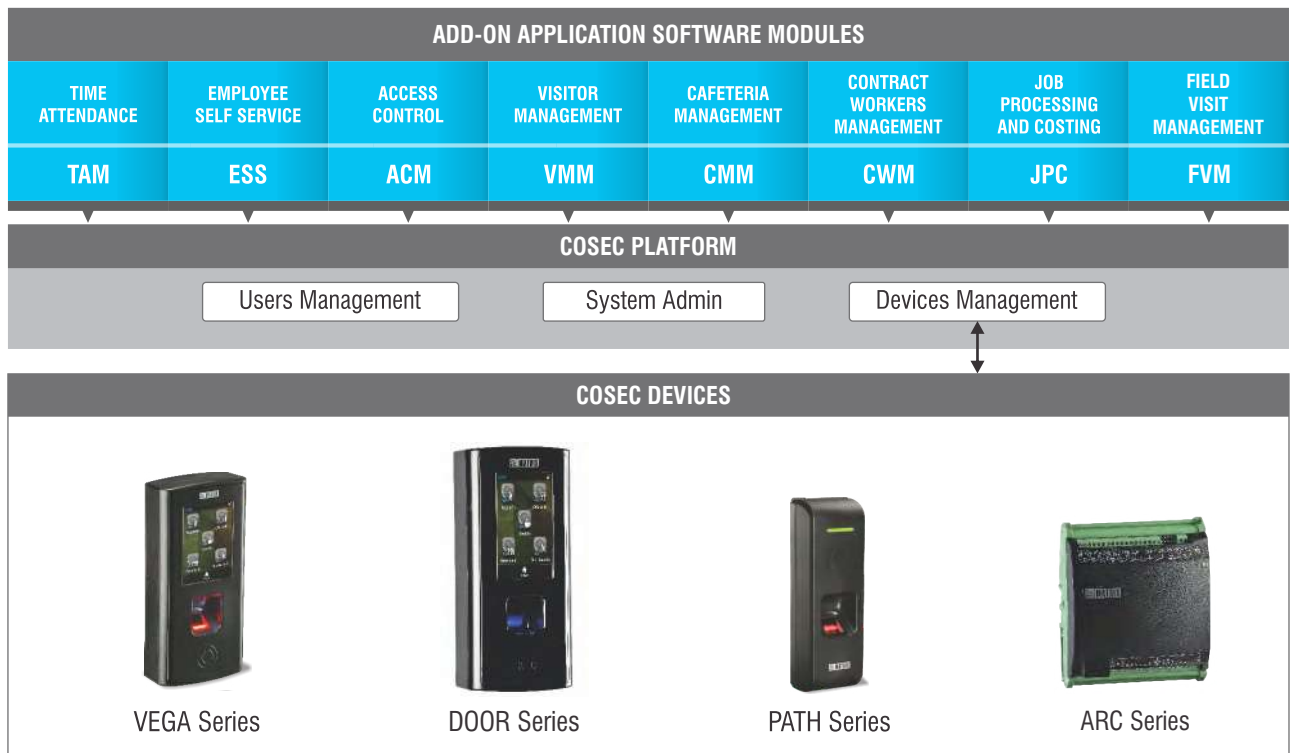 ADD-ON APPLICATION SOFTWARE MODULES
TIME
ATTENDANCE
EMPLOYEE
SELF SERVICE
ACCESS
CONTROL
VISITOR
MANAGEMENT
CAFETERIA
MANAGEMENT
CONTRACT
WORKERS
MANAGEMENT
JOB
PROCESSING
AND COSTING
FIELD
VISIT
MANAGEMENT
TAM
ESS
ACM
VMM
CMM
CWM
JPC
FVM
COSEC PLATFORM
Users Management
System Admin
Devices Management
COSEC DEVICES
VEGA Series
DOOR Series
PATH Series
ARC Series